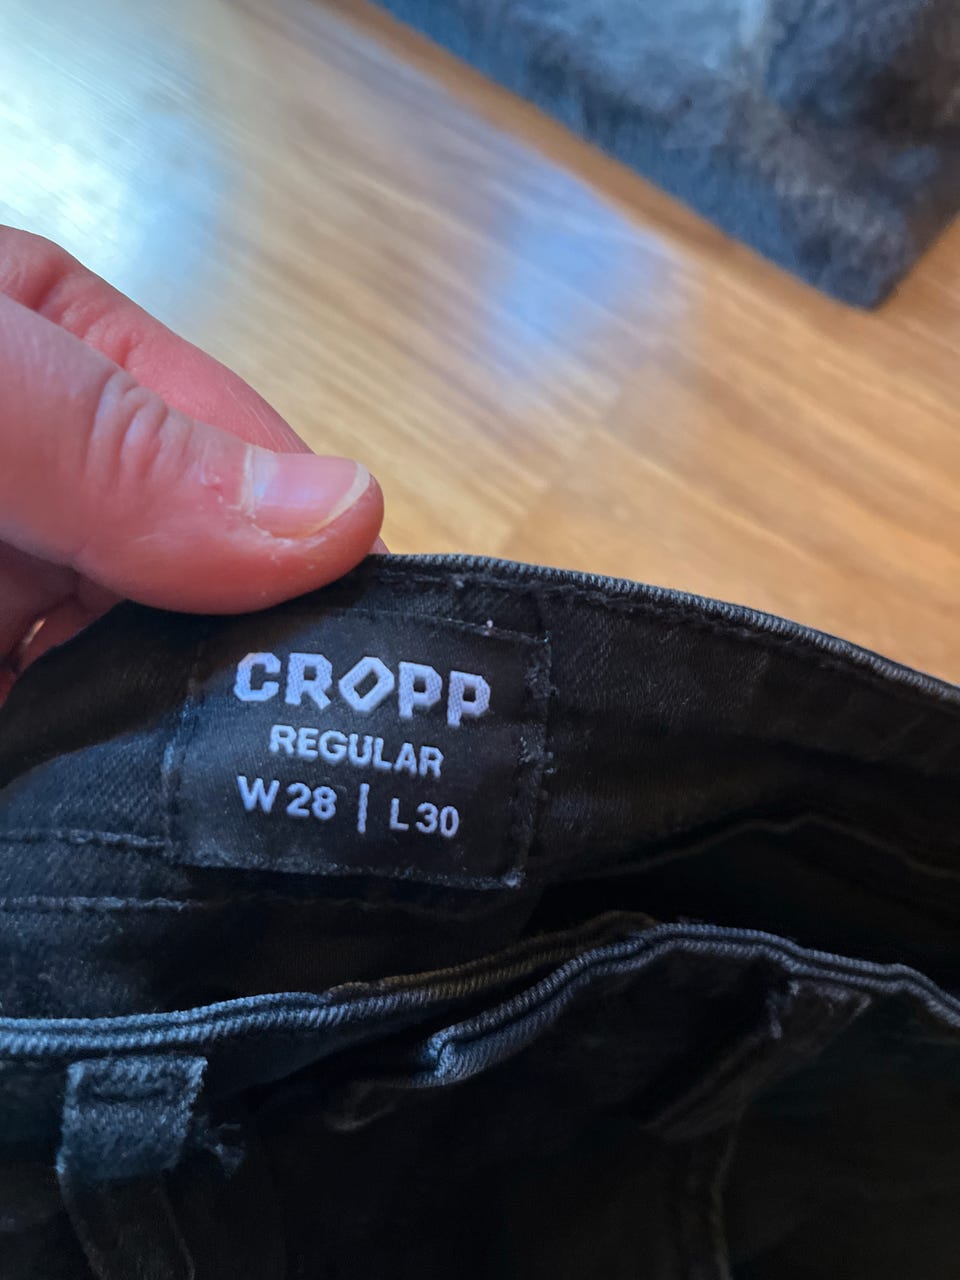 CROPP
REGULAR
W 28 | L 30